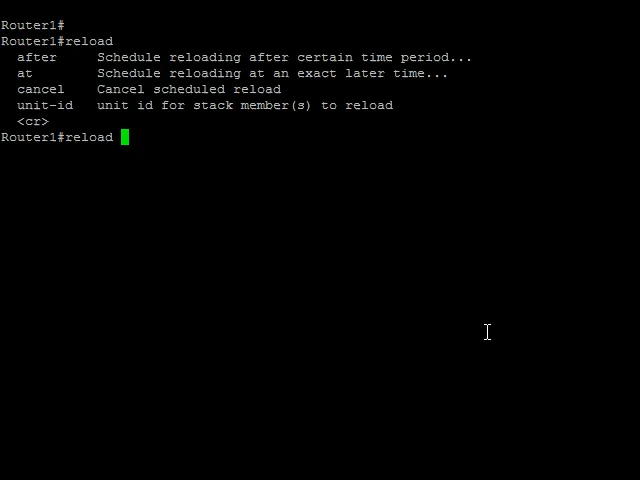 Router1#
Router1#reload
  after     Schedule reloading after certain time period...
  at        Schedule reloading at an exact later time...
  cancel    Cancel scheduled reload
  unit-id   unit id for stack member(s) to reload
  <cr>
Router1#reload